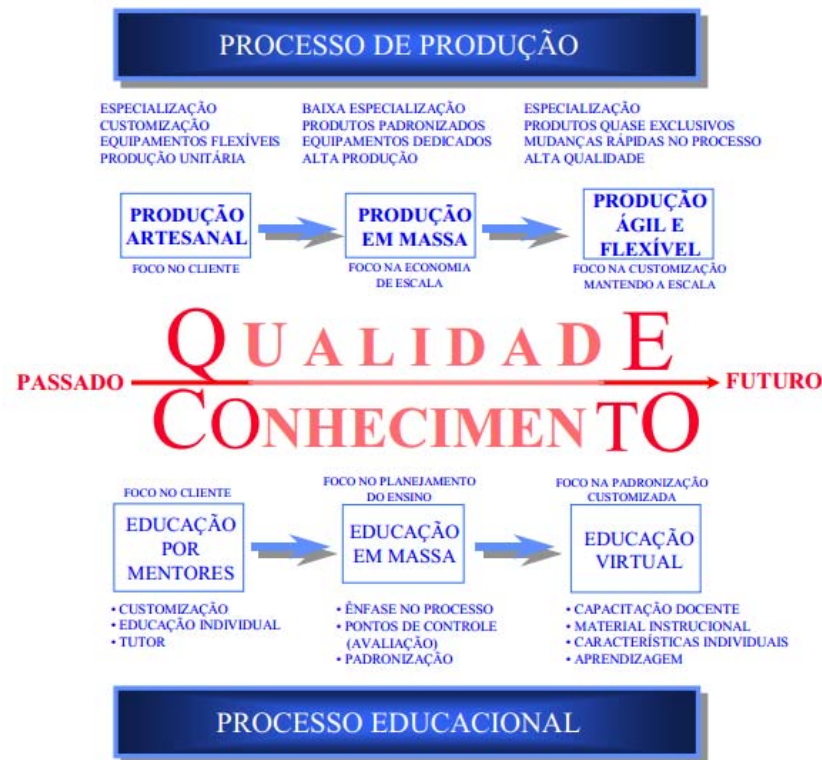 PROCESSO DE PRODUÇÃO
ESPECIALIZAÇÃO
CUSTOMIZAÇÃO
EQUIPAMENTOS FLEXÍVEIS
PRODUÇÃO UNITÁRIA
BAIXA ESPECIALIZAÇÃO
PRODUTOS PADRONIZADOS
EQUIPAMENTOS DEDICADOS
ALTA PRODUÇÃO
ESPECIALIZAÇÃO
PRODUTOS QUASE EXCLUSIVOS
MUDANÇAS RÁPIDAS NO PROCESSO
ALTA QUALIDADE
PRODUÇÃO
ARTESANAL
FOCO NO CLIENTE
PRODUÇÃO
EM MASSA
FOCO NA ECONOMIA
DE ESCALA
PRODUÇÃO
ÁGIL E
FLEXÍVEL
FOCO NA CUSTOMIZAÇÃO
MANTENDO A ESCALA
QUALIDADE
PASSADO
FUTURO
CONHECIMENTO
FOCO NO CLIENTE
EDUCAÇÃO
POR
MENTORES
• CUSTOMIZAÇÃO
• EDUCAÇÃO INDIVIDUAL
• TUTOR
FOCO NO PLANEJAMENTO
DO ENSINO
EDUCAÇÃO
EM MASSA
• ÊNFASE NO PROCESSO
• PONTOS DE CONTROLE
(AVALIAÇÃO)
• PADRONIZAÇÃO
FOCO NA PADRONIZAÇÃO
CUSTOMIZADA
EDUCAÇÃO
VIRTUAL
• CAPACITAÇÃO DOCENTE
• MATERIAL INSTRUCIONAL
• CARACTERÍSTICAS INDIVIDUAIS
• APRENDIZAGEM
PROCESSO EDUCACIONAL